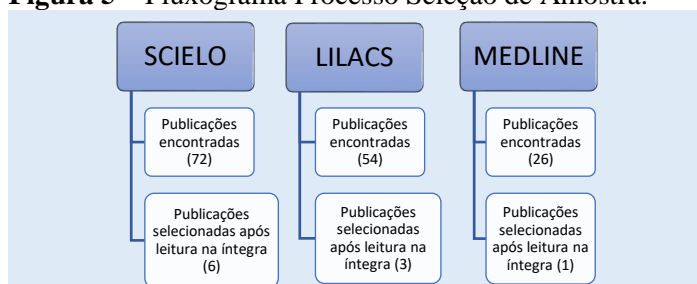 Figura 3 – Fluxograma Processo Seleção de Amostra.
SCIELO
LILACS
MEDLINE
Publicações
encontradas
(72)
Publicações
encontradas
(54)
Publicações
encontradas
(26)
Publicações
selecionadas após
leitura na íntegra
(6)
Publicações
selecionadas
após leitura na
íntegra (3)
Publicações
selecionadas
após leitura na
íntegra (1)